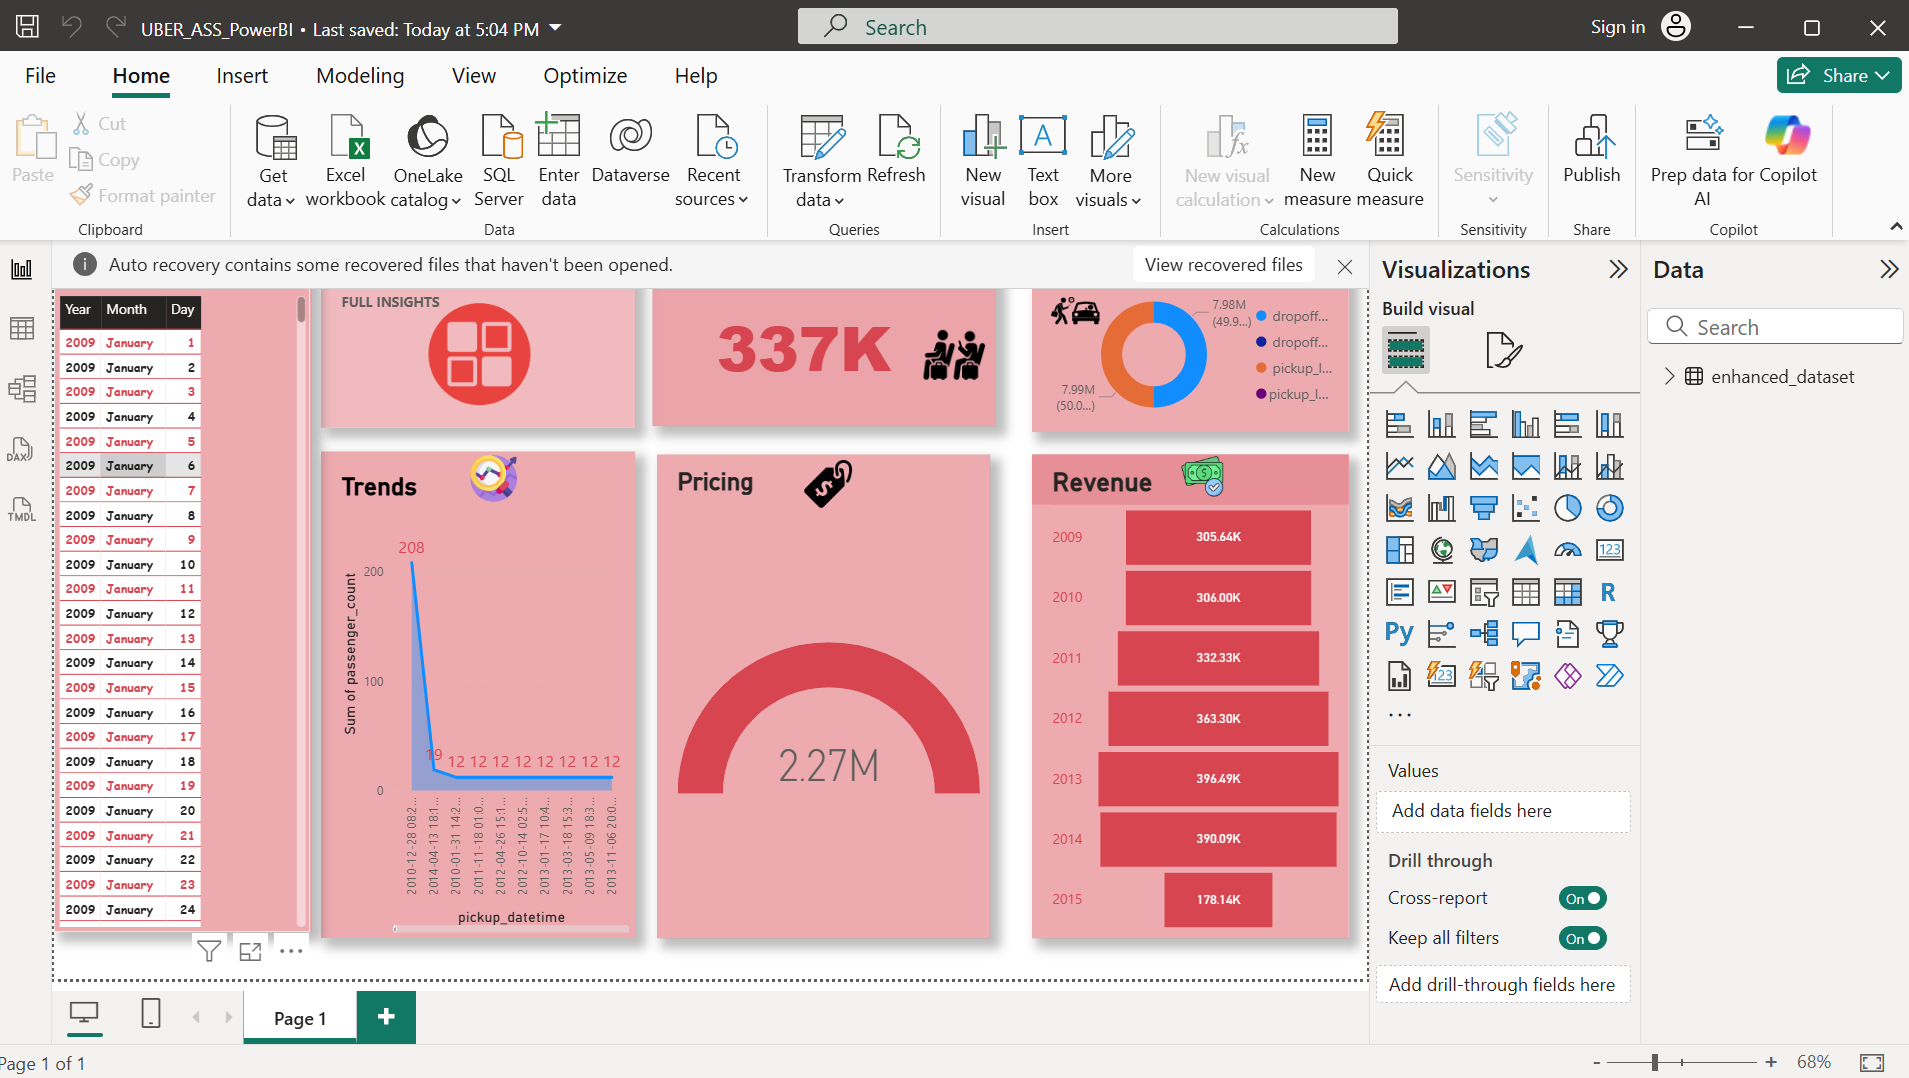 UBER_ASS_PowerBI • Last saved: Today at 5:04 PM
Search
Sign in
File Home Insert Modeling View Optimize Help
Share
Paste
Cut
Copy
Format painter
Clipboard
Get data
Excel workbook
OneLake catalog
SQL Server
Enter data
Dataverse
Recent sources
Data
Transform data
Refresh
Queries
New visual
Text box
More visuals
Insert
New visual calculation
New measure
Quick measure
Calculations
Sensitivity
Sensitivity
Publish
Share
Prep data for AI
Copilot
Copilot
Auto recovery contains some recovered files that haven't been opened.
View recovered files
DAX
TMDL
Year Month Day
2009 January 1
2009 January 2
2009 January 3
2009 January 4
2009 January 5
2009 January 6
2009 January 7
2009 January 8
2009 January 9
2009 January 10
2009 January 11
2009 January 12
2009 January 13
2009 January 14
2009 January 15
2009 January 16
2009 January 17
2009 January 18
2009 January 19
2009 January 20
2009 January 21
2009 January 22
2009 January 23
2009 January 24
FULL INSIGHTS
337K
7.98M
(49.9...)
7.99M
(50.0...)
dropoff...
dropoff...
pickup_l...
pickup_l...
Trends
Sum of passenger_count
200
100
0
208
19 12 12 12 12 12 12 12 12
2010-12-28 08:2...
2014-04-13 18:1...
2010-01-31 14:2...
2011-11-18 01:0...
2012-04-26 15:1...
2012-10-14 02:5...
2013-01-17 10:4...
2013-03-18 15:3...
2013-05-09 18:3...
2013-11-06 20:0...
pickup_datetime
Pricing
2.27M
Revenue
2009 305.64K
2010 306.00K
2011 332.33K
2012 363.30K
2013 396.49K
2014 390.09K
2015 178.14K
Visualizations
Build visual
123
R
Py
123
...
Values
Add data fields here
Drill through
Cross-report On
Keep all filters On
Add drill-through fields here
Data
Search
enhanced_dataset
Page 1
Page 1 of 1
68%